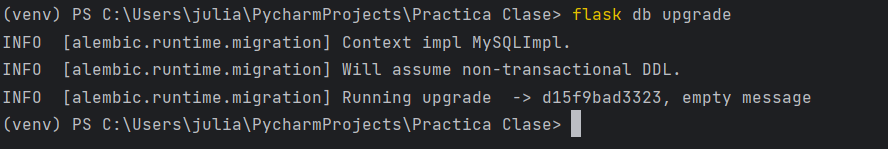 (venv) PS C:\Users\julia\PycharmProjects\Practica Clase> flask db upgrade
INFO  [alembic.runtime.migration] Context impl MySQLImpl.
INFO  [alembic.runtime.migration] Will assume non-transactional DDL.
INFO  [alembic.runtime.migration] Running upgrade  -> d15f9bad3323, empty message
(venv) PS C:\Users\julia\PycharmProjects\Practica Clase>